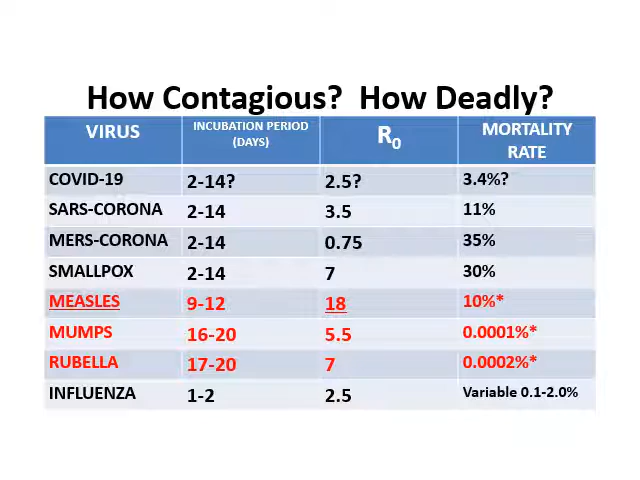 How Contagious? How Deadly?
VIRUS INCUBATION PERIOD (DAYS) R0 MORTALITY RATE
COVID-19 2-14? 2.5? 3.4%?
SARS-CORONA 2-14 3.5 11%
MERS-CORONA 2-14 0.75 35%
SMALLPOX 2-14 7 30%
MEASLES 9-12 18 10%*
MUMPS 16-20 5.5 0.0001%*
RUBELLA 17-20 7 0.0002%*
INFLUENZA 1-2 2.5 Variable 0.1-2.0%